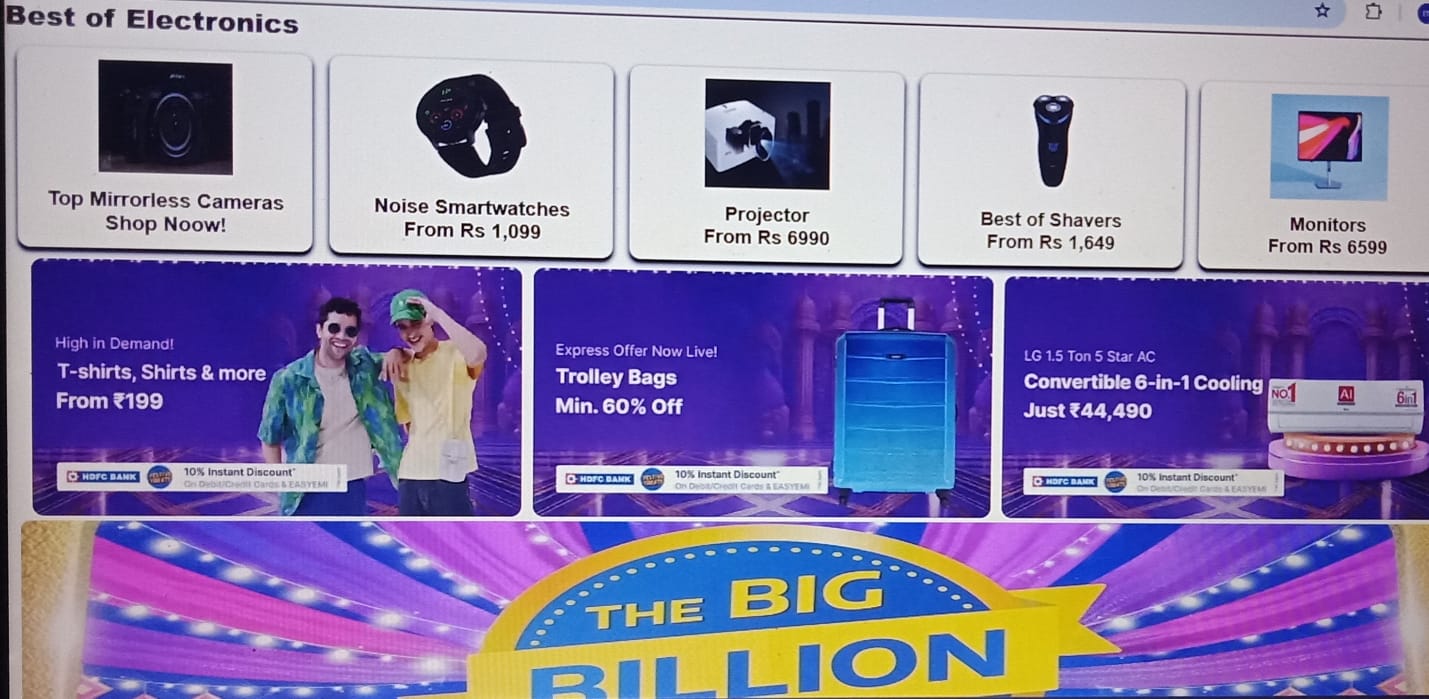 Best of Electronics
Top Mirrorless Cameras
Shop Noow!
Noise Smartwatches
From Rs 1,099
Projector
From Rs 6990
Best of Shavers
From Rs 1,649
Monitors
From Rs 6599
High in Demand!
T-shirts, Shirts & more
From ₹199
HDFC BANK
10% Instant Discount*
On Debit/Credit Cards & EASYEMI
Express Offer Now Live!
Trolley Bags
Min. 60% Off
HDFC BANK
10% Instant Discount*
On Debit/Credit Cards & EASYEMI
LG 1.5 Ton 5 Star AC
Convertible 6-in-1 Cooling
Just ₹44,490
NO.1
AI
6in1
HDFC BANK
10% Instant Discount*
On Debit/Credit Cards & EASYEMI
THE BIG
BILLION